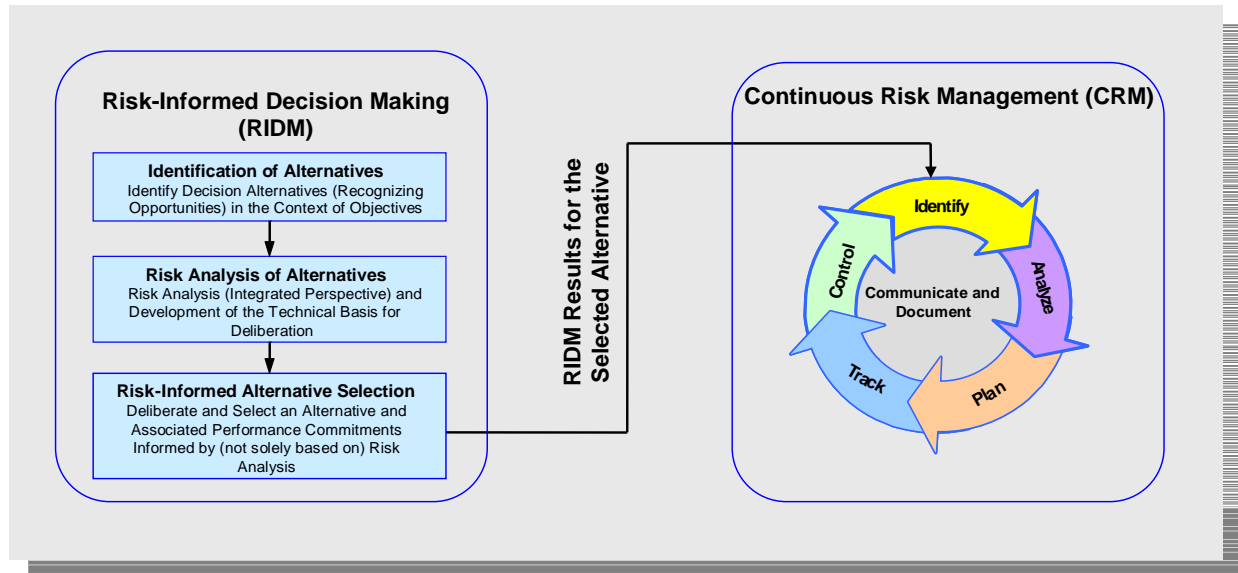 Risk-Informed Decision Making
(RIDM)
Identification of Alternatives
Identify Decision Alternatives (Recognizing
Opportunities) in the Context of Objectives
Risk Analysis of Alternatives
Risk Analysis (Integrated Perspective) and
Development of the Technical Basis for
Deliberation
Risk-Informed Alternative Selection
Deliberate and Select an Alternative and
Associated Performance Commitments
Informed by (not solely based on) Risk
Analysis
RIDM Results for the
Selected Alternative
Continuous Risk Management (CRM)
Identify
Analyze
Plan
Track
Control
Communicate and
Document